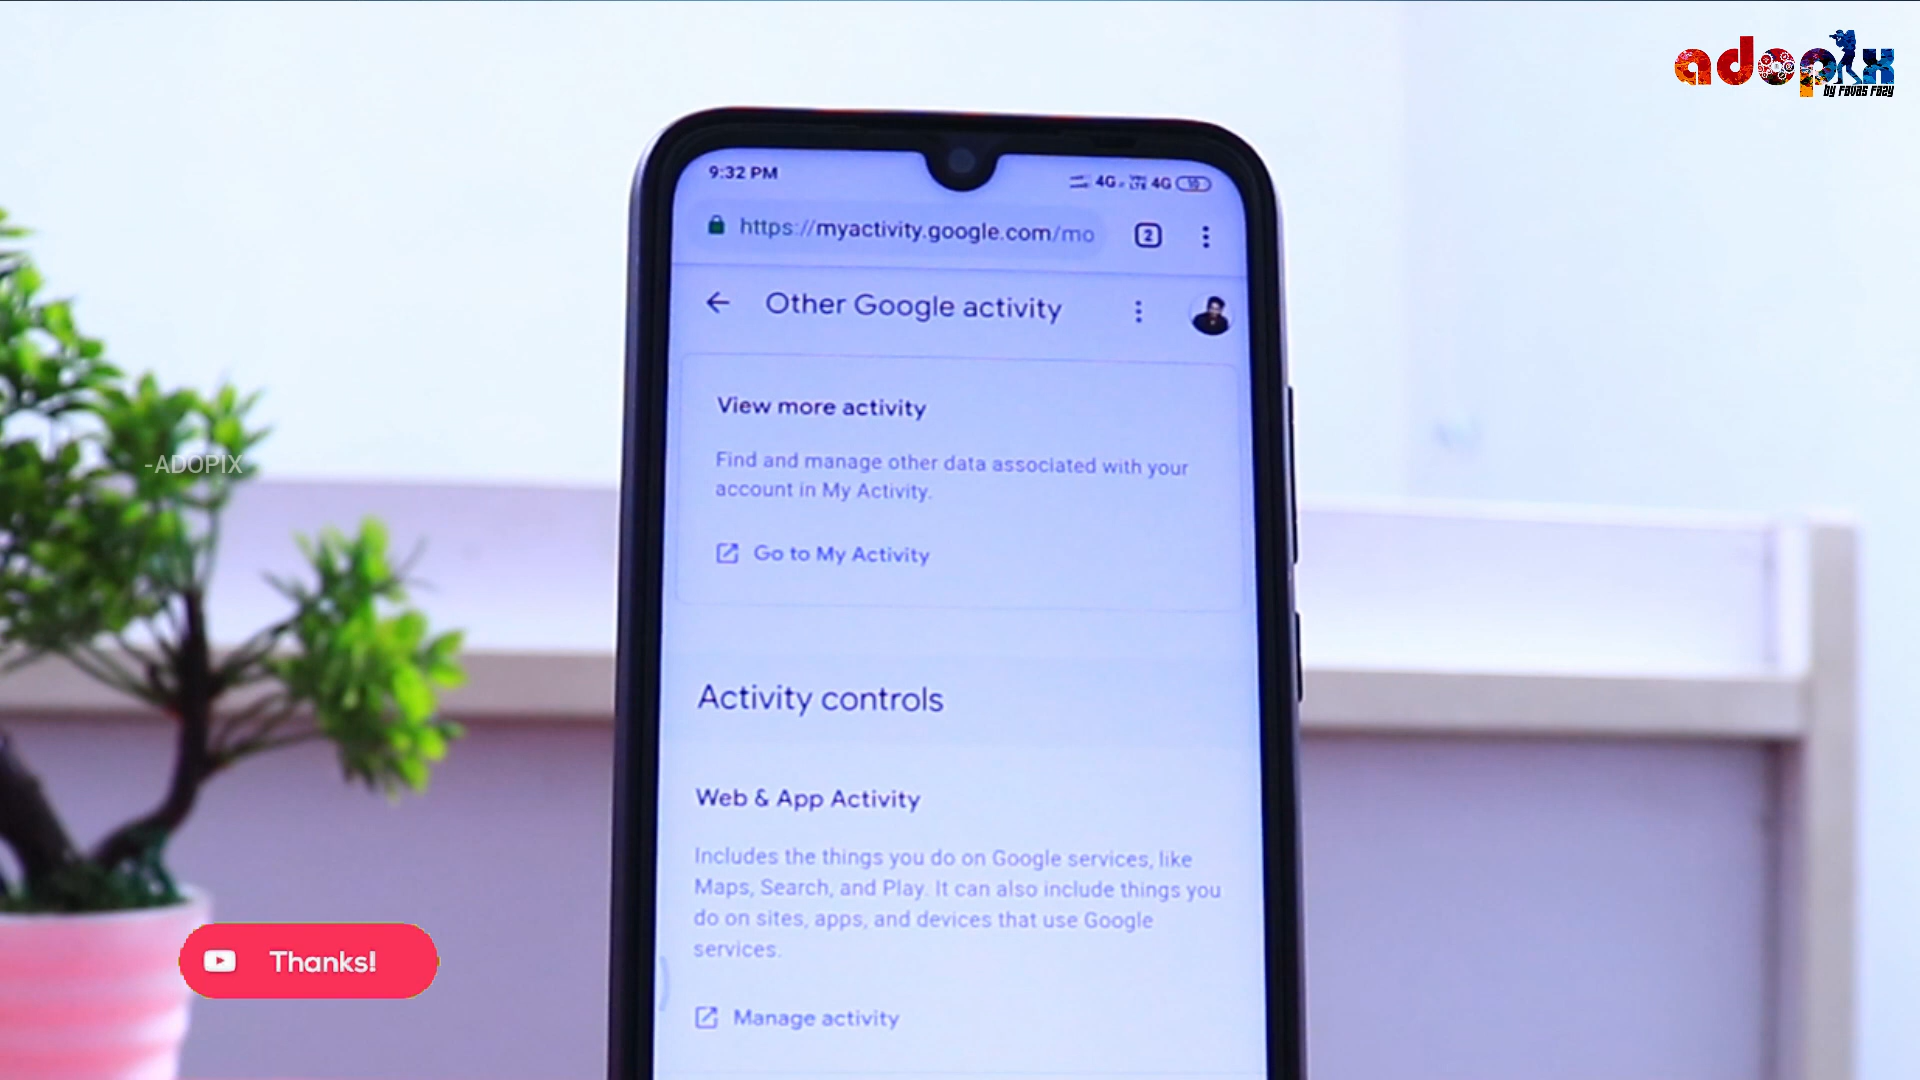 adopix
by FAVAS FAZY
9:32 PM
4G 4G 10
https://myactivity.google.com/mo
2
Other Google activity
View more activity
Find and manage other data associated with your
account in My Activity.
Go to My Activity
-ADOPIX
Activity controls
Web & App Activity
Includes the things you do on Google services, like
Maps, Search, and Play. It can also include things you
do on sites, apps, and devices that use Google
services.
Manage activity
Thanks!